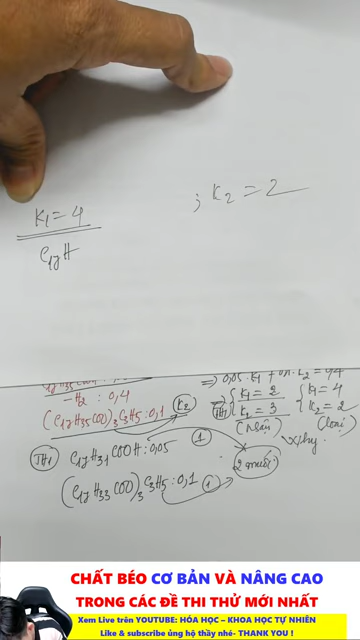 ; K₂ = 2
K₁ = 4
C₁₇H
⇒ 0,05.K₁ + 0,1.K₂ = 0,4
-H₂ : 0,4
(C₁₇H₃₅COO)₃C₃H₅ : 0,1 K₂
⇒ TH1 { K₁ = 2 K₂ = 3 (Nhận)
{ K₁ = 4 K₂ = 2 (loại)
TH1 C₁₇H₃₁COOH : 0,05 1
2 muối
(C₁₇H₃₃COO)₃C₃H₅ : 0,1 1
CHẤT BÉO CƠ BẢN VÀ NÂNG CAO
TRONG CÁC ĐỀ THI THỬ MỚI NHẤT
Xem Live trên YOUTUBE: HÓA HỌC – KHOA HỌC TỰ NHIÊN
Like & subscribe ủng hộ thầy nhé- THANK YOU !